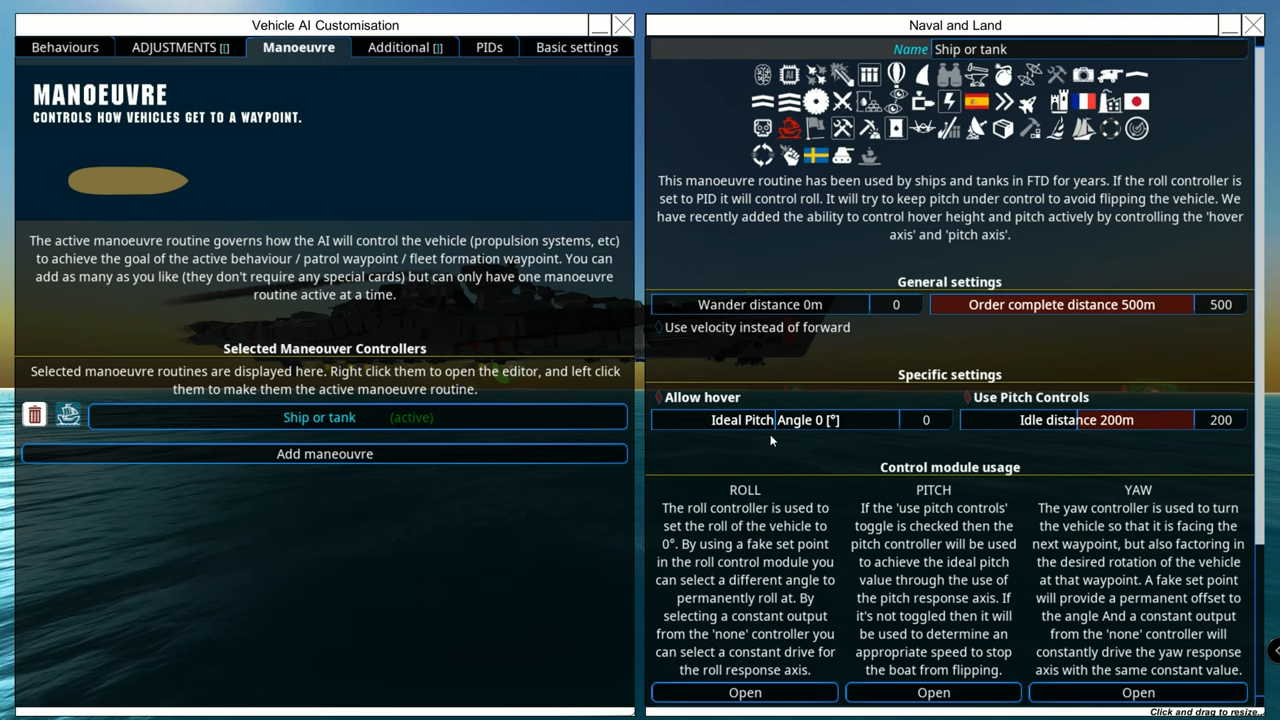 Vehicle AI Customisation
Behaviours ADJUSTMENTS [[]] Manoeuvre Additional []] PIDs Basic settings
MANOEUVRE
CONTROLS HOW VEHICLES GET TO A WAYPOINT.
The active manoeuvre routine governs how the AI will control the vehicle (propulsion systems, etc)
to achieve the goal of the active behaviour / patrol waypoint / fleet formation waypoint. You can
add as many as you like (they don't require any special cards) but can only have one manoeuvre
routine active at a time.
Selected Maneouver Controllers
Selected manoeuvre routines are displayed here. Right click them to open the editor, and left click
them to make them the active manoeuvre routine.
Ship or tank (active)
Add maneouvre
Naval and Land
Name Ship or tank
AI
This manoeuvre routine has been used by ships and tanks in FTD for years. If the roll controller is
set to PID it will control roll. It will try to keep pitch under control to avoid flipping the vehicle. We
have recently added the ability to control hover height and pitch actively by controlling the 'hover
axis' and 'pitch axis'.
General settings
Wander distance 0m 0 Order complete distance 500m 500
Use velocity instead of forward
Specific settings
Allow hover Use Pitch Controls
Ideal Pitch Angle 0 [°] 0 Idle distance 200m 200
Control module usage
ROLL
The roll controller is used to
set the roll of the vehicle to
0°. By using a fake set point
in the roll control module you
can select a different angle to
permanently roll at. By
selecting a constant output
from the 'none' controller you
can select a constant drive for
the roll response axis.
Open
PITCH
If the 'use pitch controls'
toggle is checked then the
pitch controller will be used
to achieve the ideal pitch
value through the use of
the pitch response axis. If
it's not toggled then it will
be used to determine an
appropriate speed to stop
the boat from flipping.
Open
YAW
The yaw controller is used to turn
the vehicle so that it is facing the
next waypoint, but also factoring in
the desired rotation of the vehicle
at that waypoint. A fake set point
will provide a permanent offset to
the angle And a constant output
from the 'none' controller will
constantly drive the yaw response
axis with the same constant value.
Open
Click and drag to resize...